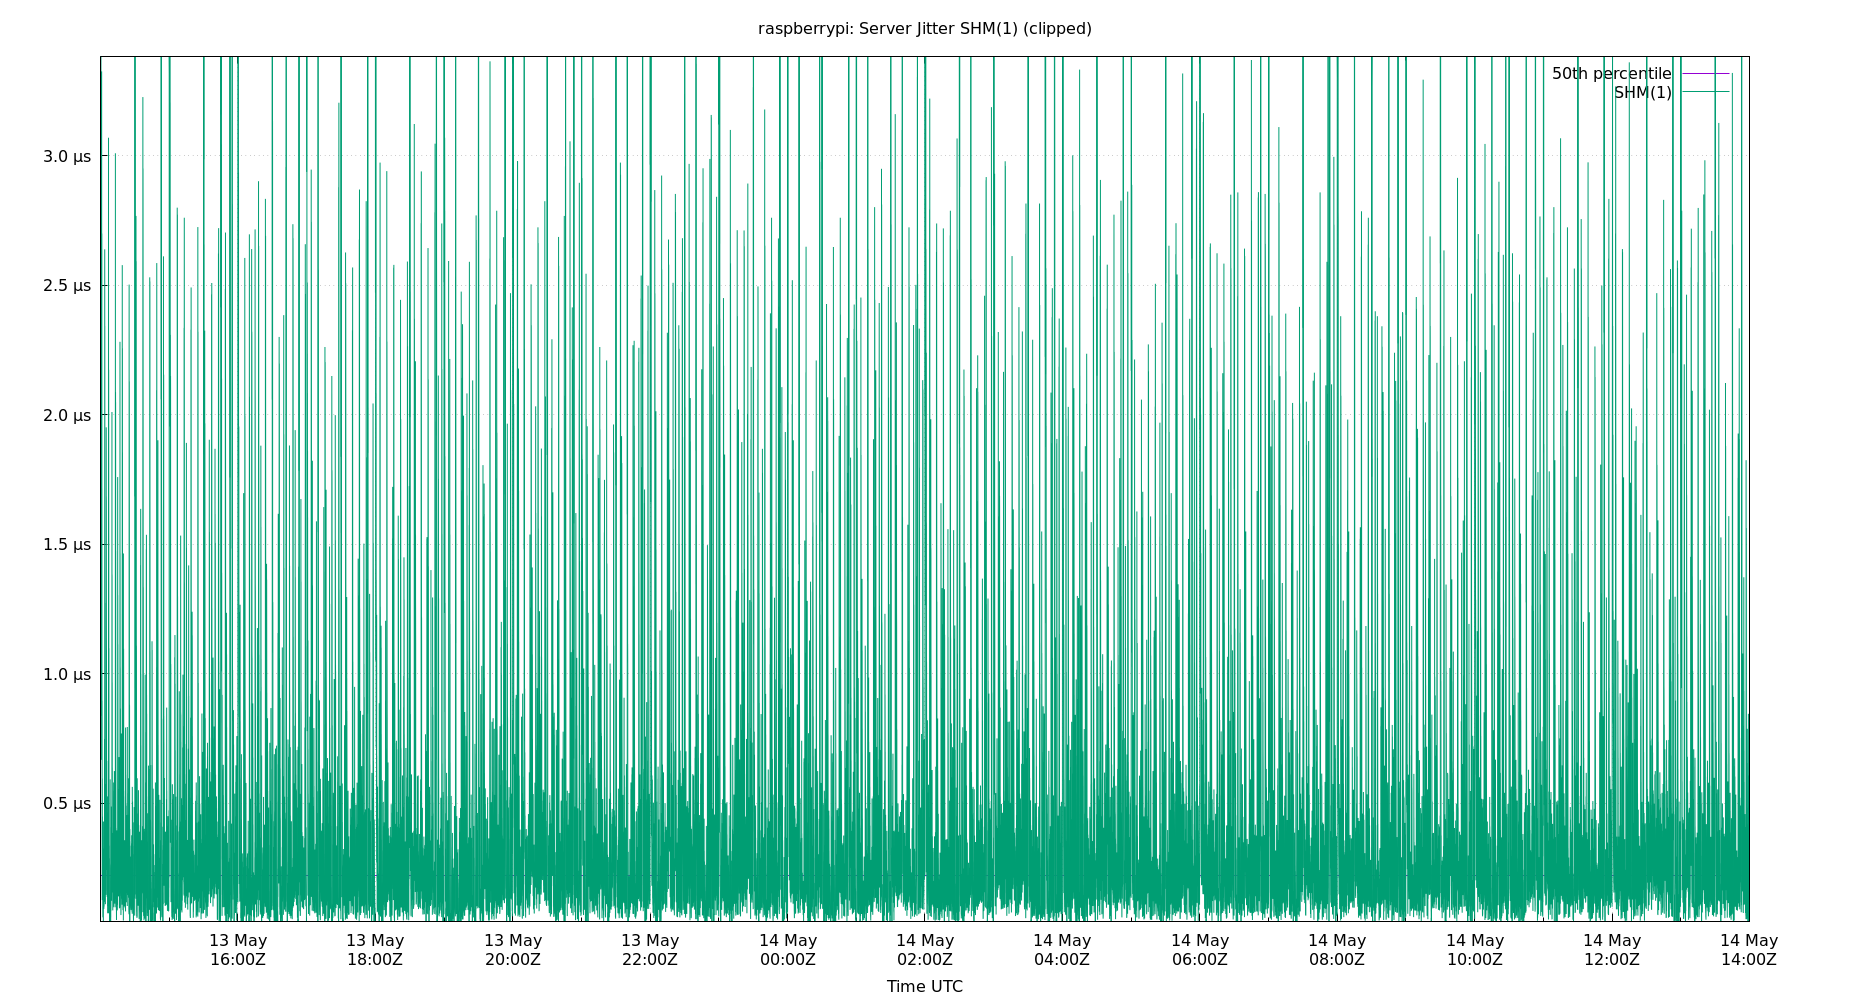 raspberrypi: Server Jitter SHM(1) (clipped)
50th percentile
SHM(1)
3.0 µs
2.5 µs
2.0 µs
1.5 µs
1.0 µs
0.5 µs
13 May 13 May 13 May 13 May 14 May 14 May 14 May 14 May 14 May 14 May 14 May 14 May
16:00Z 18:00Z 20:00Z 22:00Z 00:00Z 02:00Z 04:00Z 06:00Z 08:00Z 10:00Z 12:00Z 14:00Z
Time UTC